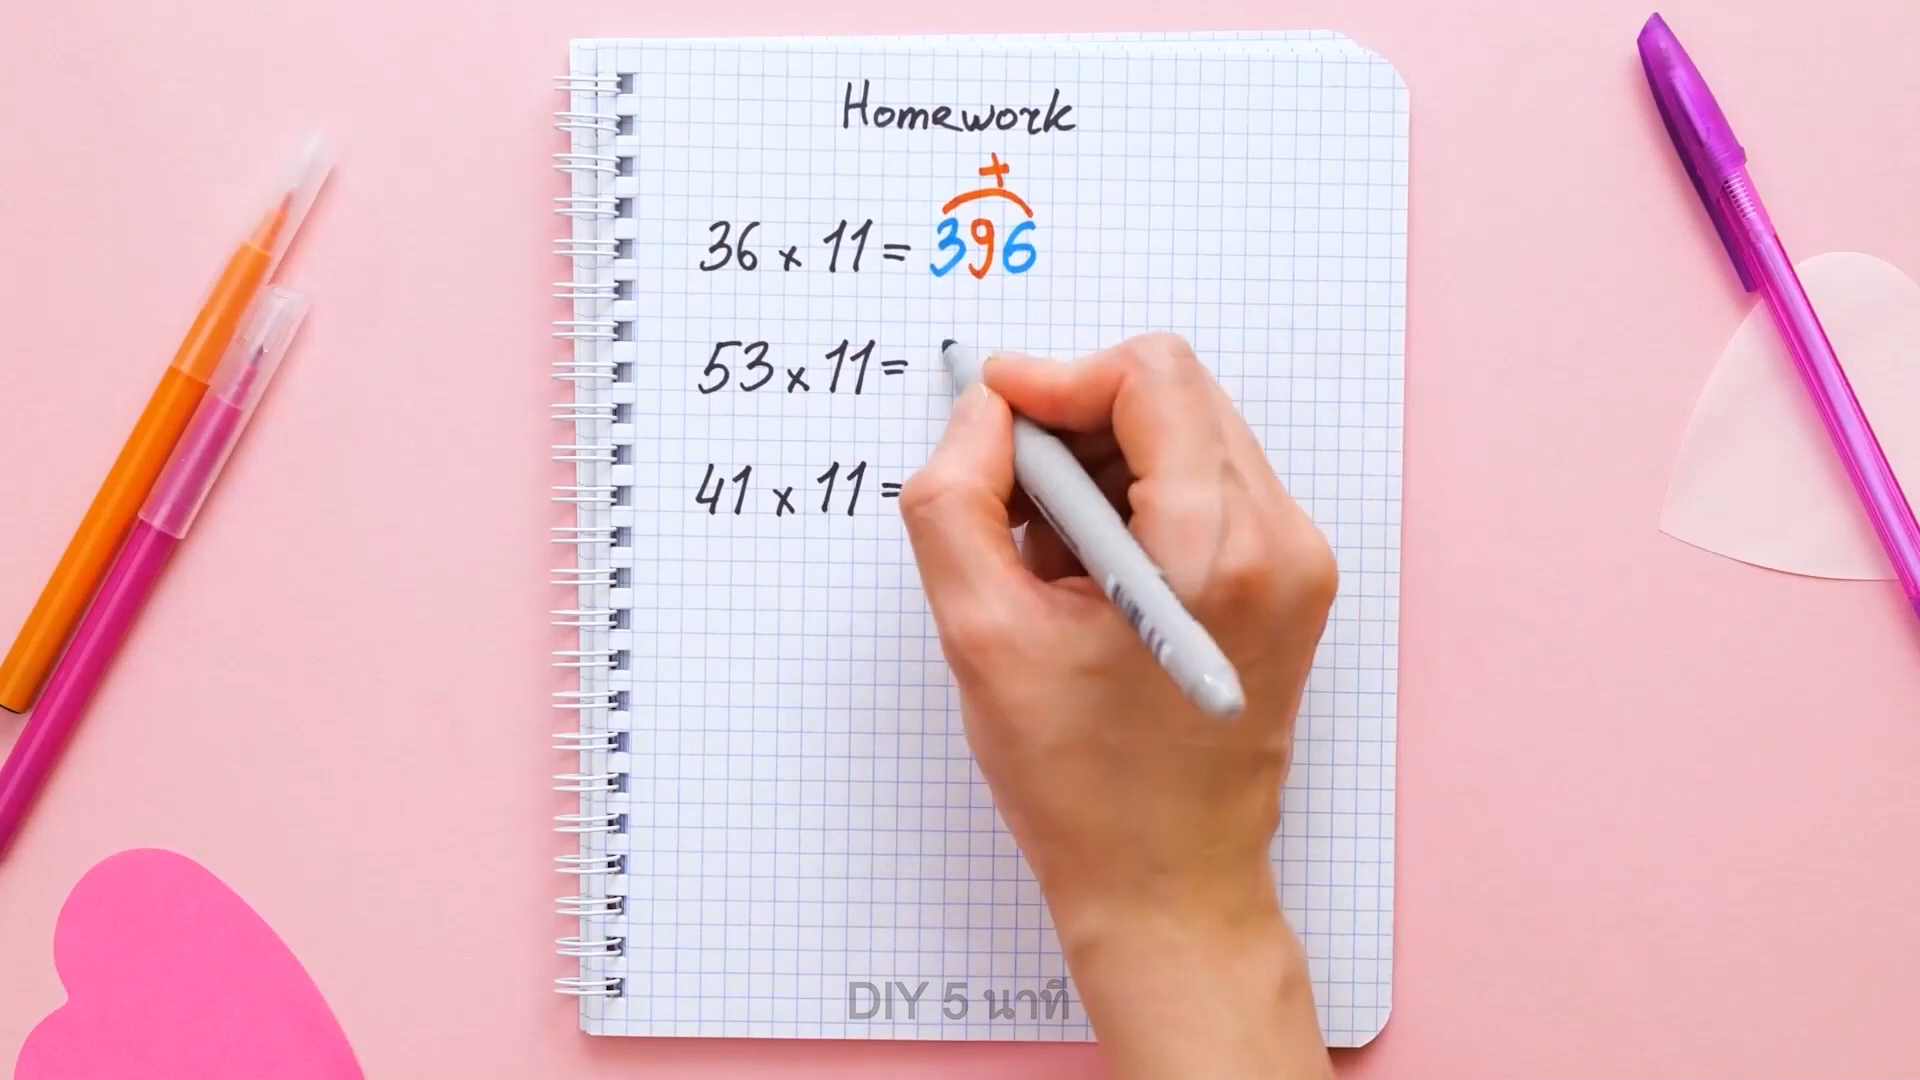 Homework
+
36 x 11 = 396
53 x 11 =
41 x 11 =
DIY 5 นาที